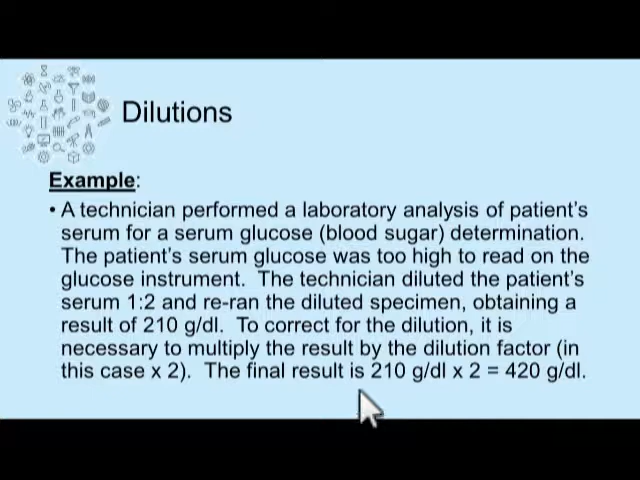 Dilutions
Example:
• A technician performed a laboratory analysis of patient's
serum for a serum glucose (blood sugar) determination.
The patient's serum glucose was too high to read on the
glucose instrument. The technician diluted the patient's
serum 1:2 and re-ran the diluted specimen, obtaining a
result of 210 g/dl. To correct for the dilution, it is
necessary to multiply the result by the dilution factor (in
this case x 2). The final result is 210 g/dl x 2 = 420 g/dl.